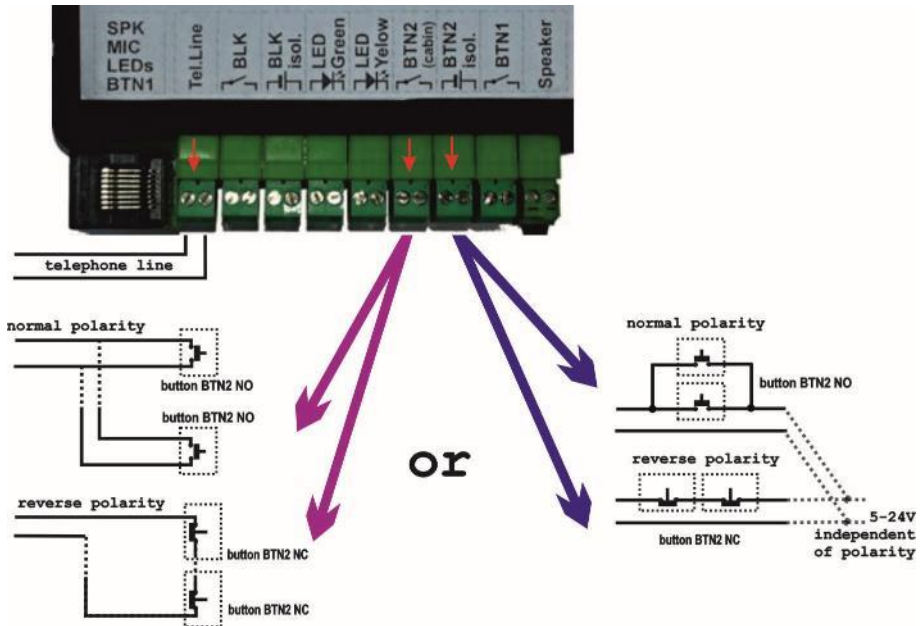 SPK
MIC
LEDs
BTN1
Tel.Line
BLK
BLK
isol.
LED
Green
LED
Yelow
BTN2
(cabin)
BTN2
isol.
BTN1
Speaker
telephone line
normal polarity
button BTN2 NO
button BTN2 NO
reverse polarity
button BTN2 NC
button BTN2 NC
or
normal polarity
button BTN2 NO
reverse polarity
button BTN2 NC
5-24V
independent
of polarity